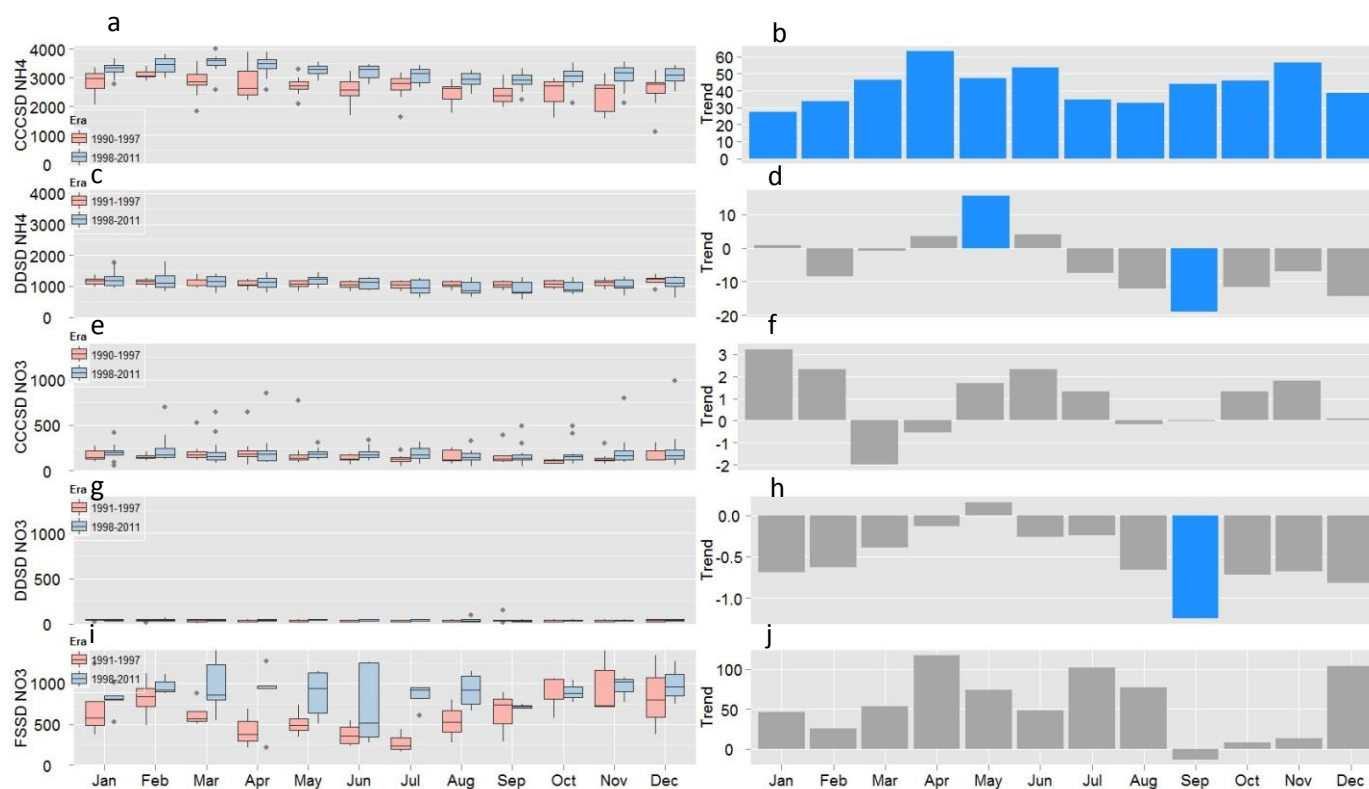 a
b
CCCSD NH4
4000
3000
2000
1000
0
Era
1990-1997
1998-2011
Trend
60
50
40
30
20
10
0
c
d
DDSD NH4
4000
3000
2000
1000
0
Era
1991-1997
1998-2011
Trend
10
0
-10
-20
e
f
CCCSD NO3
1000
500
0
Era
1990-1997
1998-2011
Trend
3
2
1
0
-1
-2
g
h
DDSD NO3
1000
500
0
Era
1991-1997
1998-2011
Trend
0.0
-0.5
-1.0
i
j
FSSD NO3
1000
500
0
Era
1991-1997
1998-2011
Trend
100
50
0
Jan Feb Mar Apr May Jun Jul Aug Sep Oct Nov Dec
Jan Feb Mar Apr May Jun Jul Aug Sep Oct Nov Dec